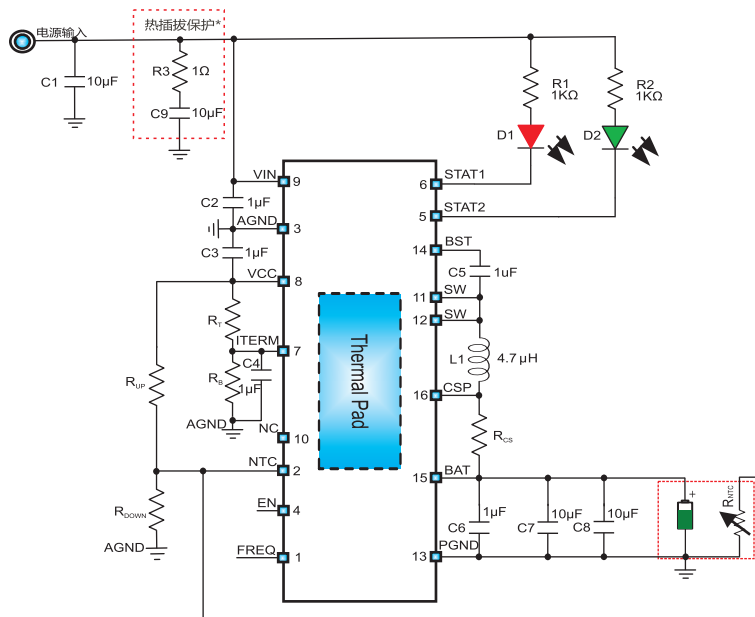 电源输入
热插拔保护*
C1 10μF
R3 1Ω
C9 10μF
R1
1KΩ
R2
1KΩ
D1
D2
VIN
9
C2 1μF
AGND
3
C3 1μF
VCC
8
RT
ITERM
7
C4
1μF
RB
AGND
NC
10
RUP
NTC
2
RDOWN
AGND
EN
4
FREQ
1
Thermal Pad
STAT1
6
STAT2
5
BST
14
C5 1uF
SW
11
SW
12
L1 4.7μH
CSP
16
RCS
BAT
15
1μF
C6
10μF
C7
10μF
C8
PGND
13
+
RNTC